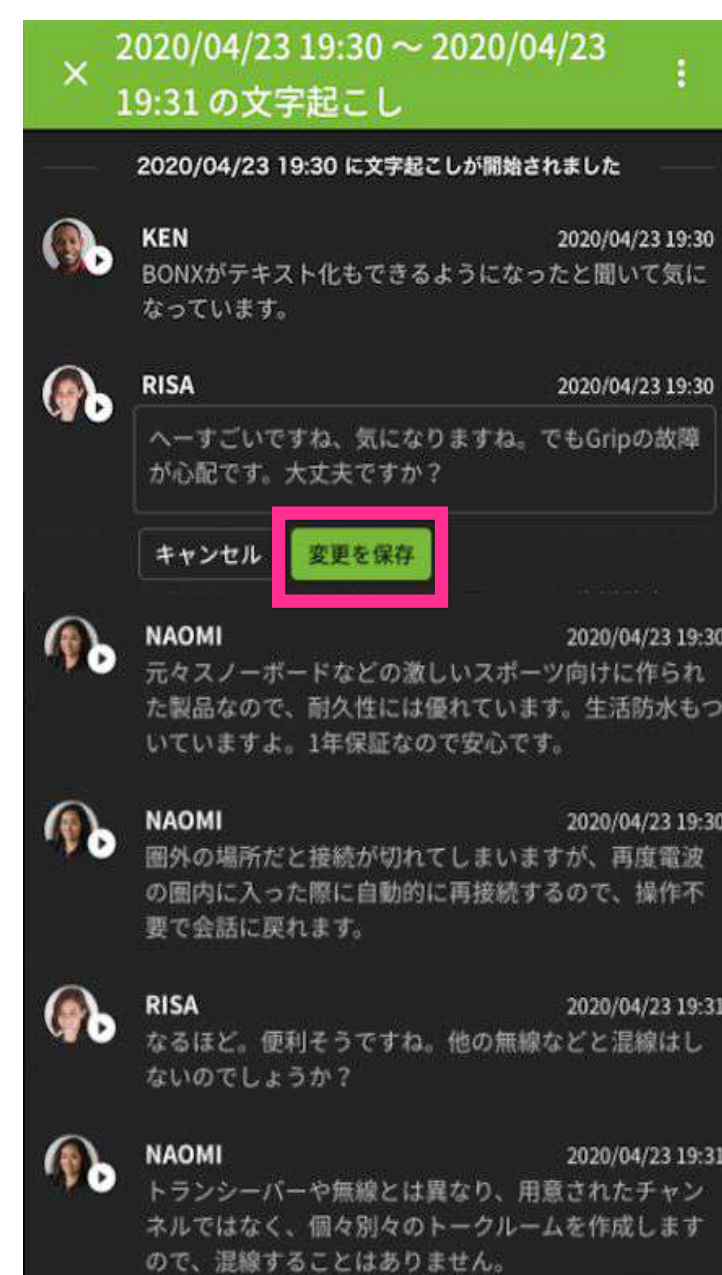 2020/04/23 19:30 ～ 2020/04/23
19:31 の文字起こし
2020/04/23 19:30 に文字起こしが開始されました
KEN 2020/04/23 19:30
BONXがテキスト化もできるようになったと聞いて気に
なっています。
RISA 2020/04/23 19:30
へーすごいですね、気になりますね。でもGripの故障
が心配です。大丈夫ですか？
キャンセル 変更を保存
NAOMI 2020/04/23 19:30
元々スノーボードなどの激しいスポーツ向けに作られ
た製品なので、耐久性には優れています。生活防水もつ
いていますよ。1年保証なので安心です。
NAOMI 2020/04/23 19:30
圏外の場所だと接続が切れてしまいますが、再度電波
の圏内に入った際に自動的に再接続するので、操作不
要で会話に戻れます。
RISA 2020/04/23 19:31
なるほど。便利そうですね。他の無線などと混線はし
ないのでしょうか？
NAOMI 2020/04/23 19:31
トランシーバーや無線とは異なり、用意されたチャン
ネルではなく、個々別々のトークルームを作成します
ので、混線することはありません。